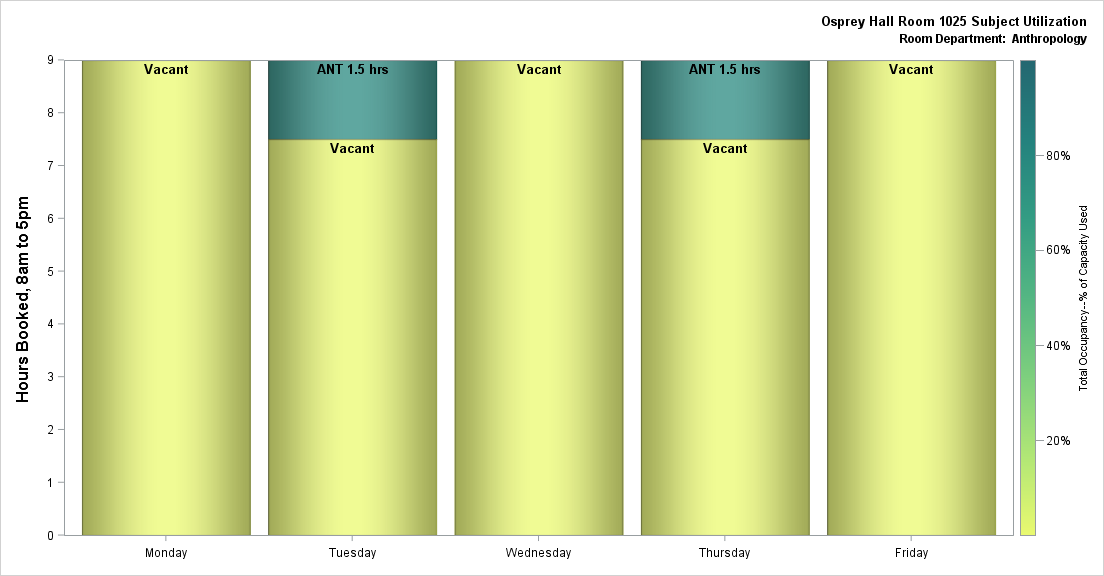 Osprey Hall Room 1025 Subject Utilization
Room Department: Anthropology
Hours Booked, 8am to 5pm
9
8
7
6
5
4
3
2
1
0
Vacant
ANT 1.5 hrs
Vacant
Vacant
ANT 1.5 hrs
Vacant
Vacant
Monday
Tuesday
Wednesday
Thursday
Friday
80%
60%
40%
20%
Total Occupancy--% of Capacity Used